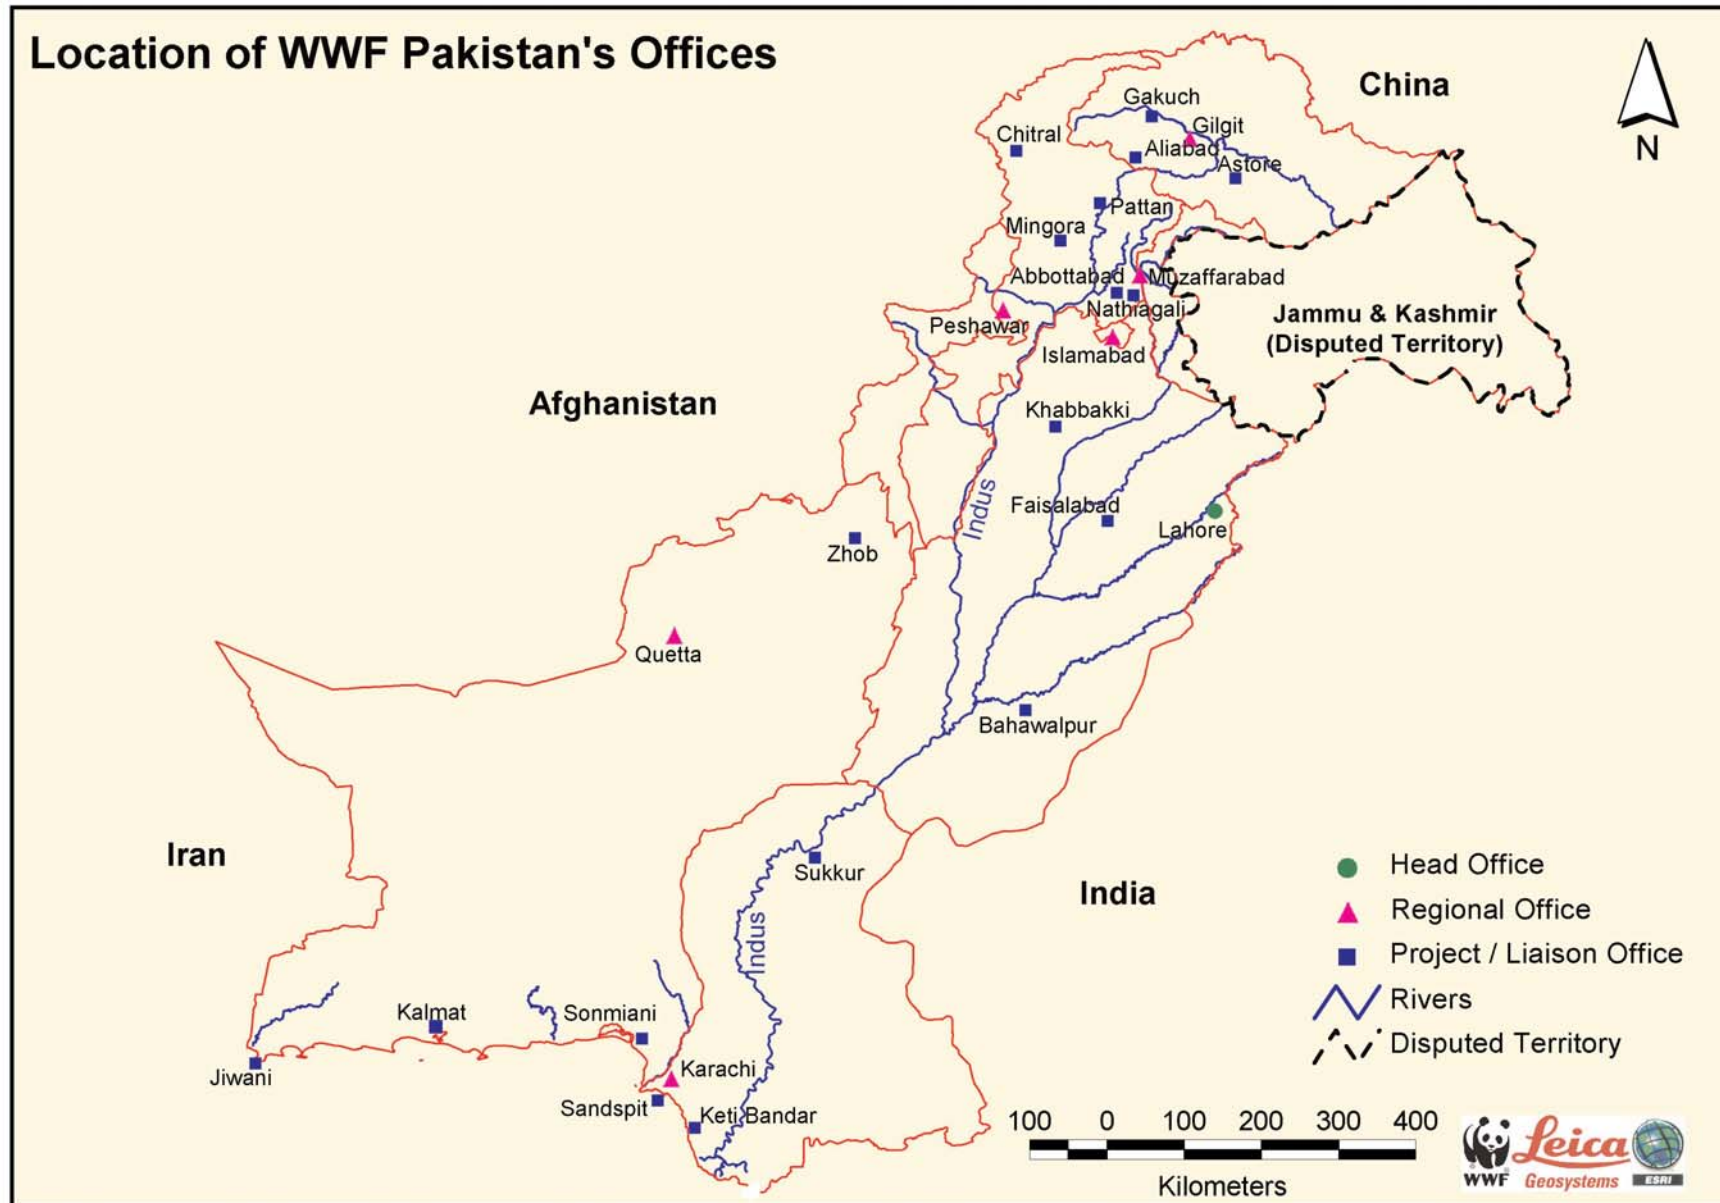 Location of WWF Pakistan's Offices
China
N
Gakuch
Gilgit
Chitral
Aliabad
Astore
Pattan
Mingora
Abbottabad
Muzaffarabad
Nathiagali
Peshawar
Islamabad
Jammu & Kashmir
(Disputed Territory)
Afghanistan
Khabbakki
Indus
Faisalabad
Lahore
Zhob
Quetta
Bahawalpur
Iran
Sukkur
India
Indus
Kalmat
Sonmiani
Jiwani
Karachi
Sandspit
Keti Bandar
Head Office
Regional Office
Project / Liaison Office
Rivers
Disputed Territory
100 0 100 200 300 400
Kilometers
WWF
Leica
Geosystems
ESRI